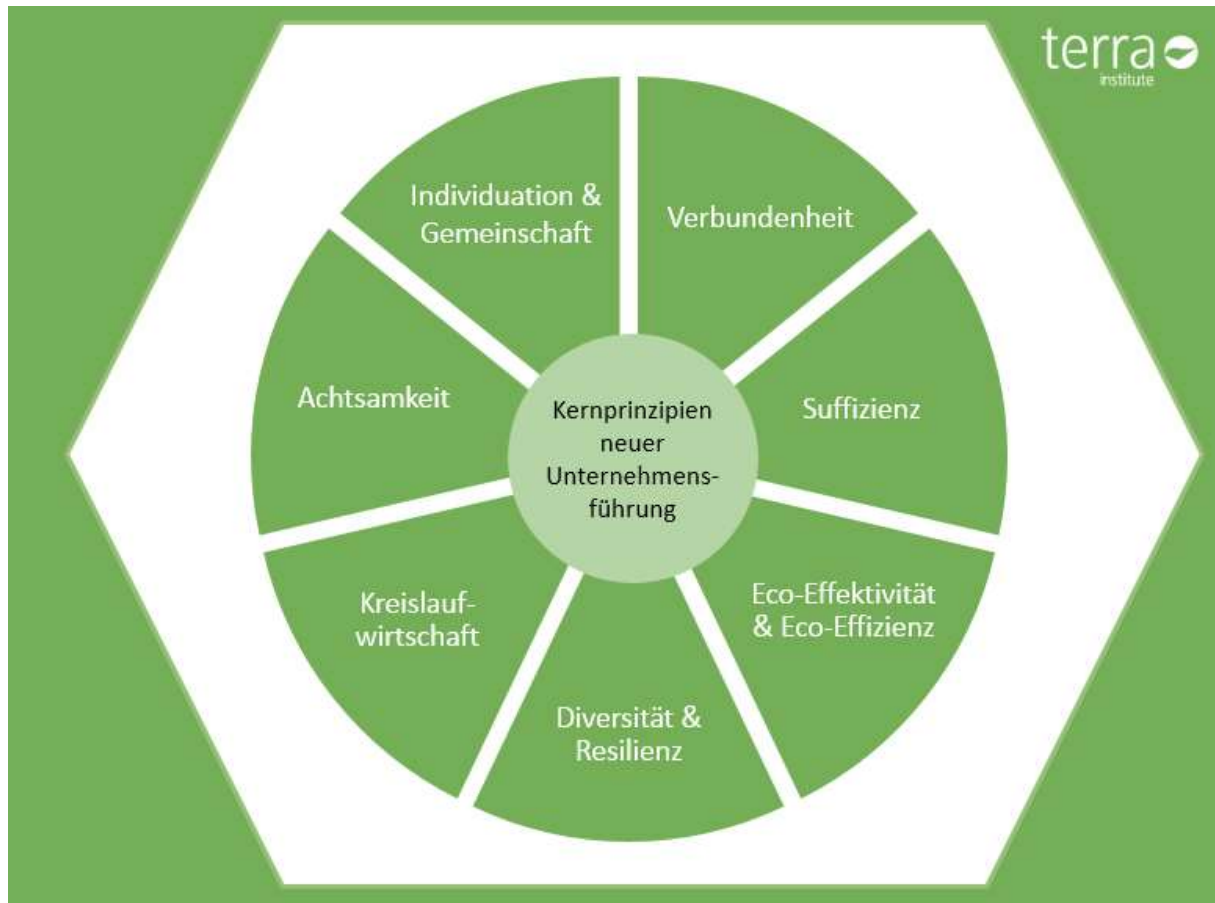 terra
institute
Individuation &
Gemeinschaft
Verbundenheit
Achtsamkeit
Suffizienz
Kernprinzipien
neuer
Unternehmens-
führung
Kreislauf-
wirtschaft
Eco-Effektivität
& Eco-Effizienz
Diversität &
Resilienz